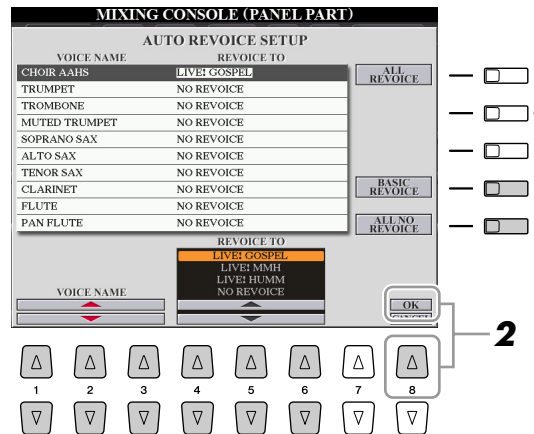 MIXING CONSOLE (PANEL PART)
AUTO REVOICE SETUP
VOICE NAME REVOICE TO
CHOIR AAHS LIVE! GOSPEL
TRUMPET NO REVOICE
TROMBONE NO REVOICE
MUTED TRUMPET NO REVOICE
SOPRANO SAX NO REVOICE
ALTO SAX NO REVOICE
TENOR SAX NO REVOICE
CLARINET NO REVOICE
FLUTE NO REVOICE
PAN FLUTE NO REVOICE
ALL
REVOICE
BASIC
REVOICE
ALL NO
REVOICE
REVOICE TO
LIVE! GOSPEL
LIVE! MMH
LIVE! HUMM
NO REVOICE
VOICE NAME
OK
CANCEL
2
1 2 3 4 5 6 7 8